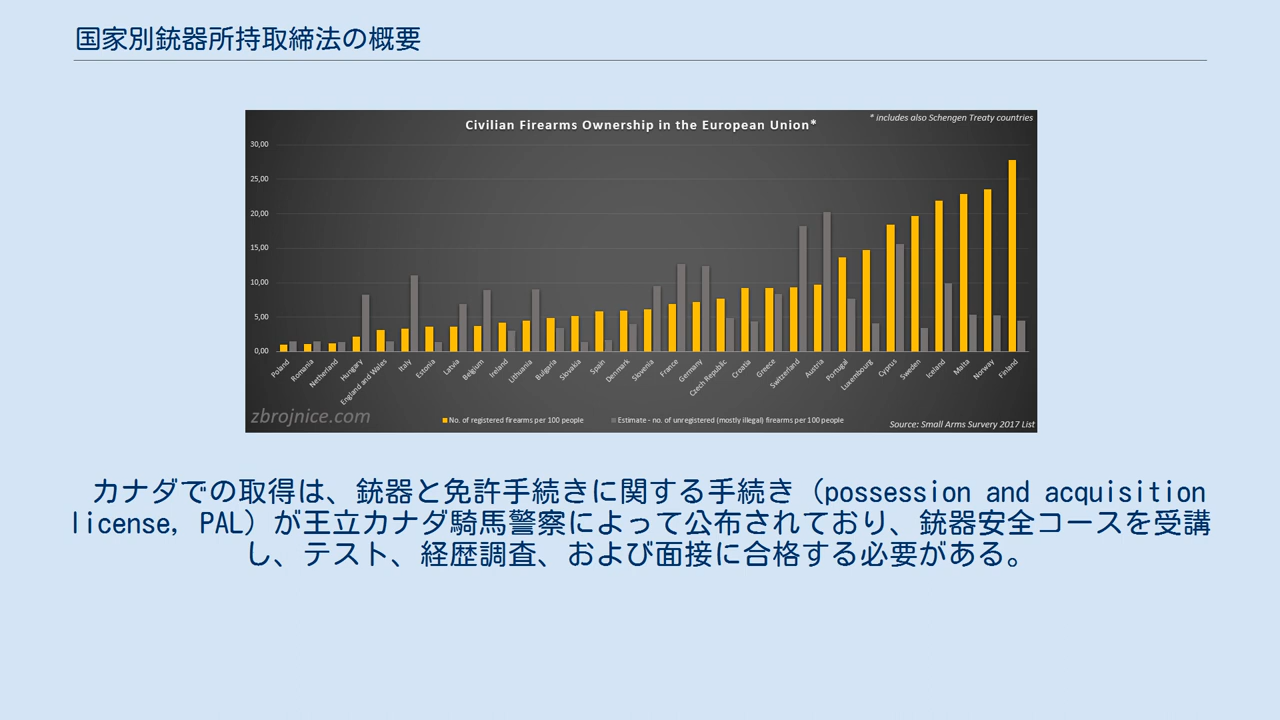 国家別銃器所持取締法の概要
Civilian Firearms Ownership in the European Union*
* includes also Schengen Treaty countries
30,00
25,00
20,00
15,00
10,00
5,00
0,00
Poland
Romania
Netherland
Hungary
England and Wales
Italy
Estonia
Latvia
Belgium
Ireland
Lithuania
Bulgaria
Slovakia
Spain
Denmark
Slovenia
France
Germany
Czech Republic
Croatia
Greece
Switzerland
Austria
Portugal
Luxembourg
Cyprus
Sweden
Iceland
Malta
Norway
Finland
zbrojnice.com
No. of registered firearms per 100 people
Estimate - no. of unregistered (mostly illegal) firearms per 100 people
Source: Small Arms Survery 2017 List
カナダでの取得は、銃器と免許手続きに関する手続き（possession and acquisition
license, PAL）が王立カナダ騎馬警察によって公布されており、銃器安全コースを受講
し、テスト、経歴調査、および面接に合格する必要がある。